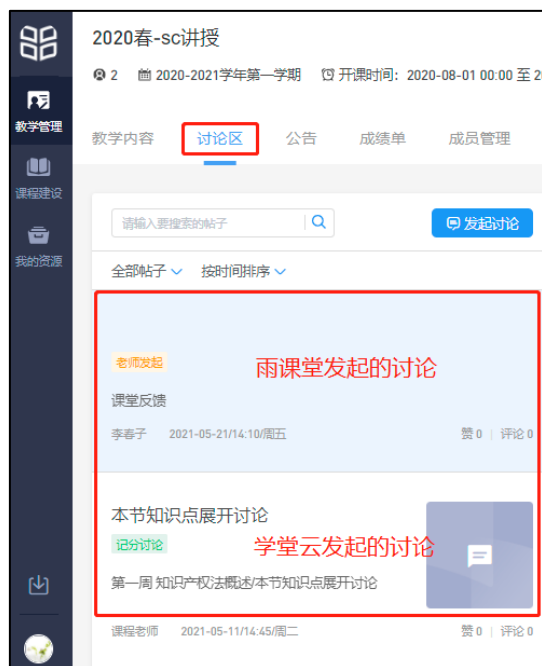 2020春-sc讲授
2 2020-2021学年第一学期 开课时间：2020-08-01 00:00 至 2
教学管理
课程建设
我的资源
教学内容 讨论区 公告 成绩单 成员管理
请输入要搜索的帖子
发起讨论
全部帖子 按时间排序
老师发起
雨课堂发起的讨论
课堂反馈
李春子 2021-05-21/14:10/周五 赞 0 | 评论 0
本节知识点展开讨论
记分讨论
学堂云发起的讨论
第一周 知识产权法概述/本节知识点展开讨论
课程老师 2021-05-11/14:45/周二 赞 0 | 评论 0